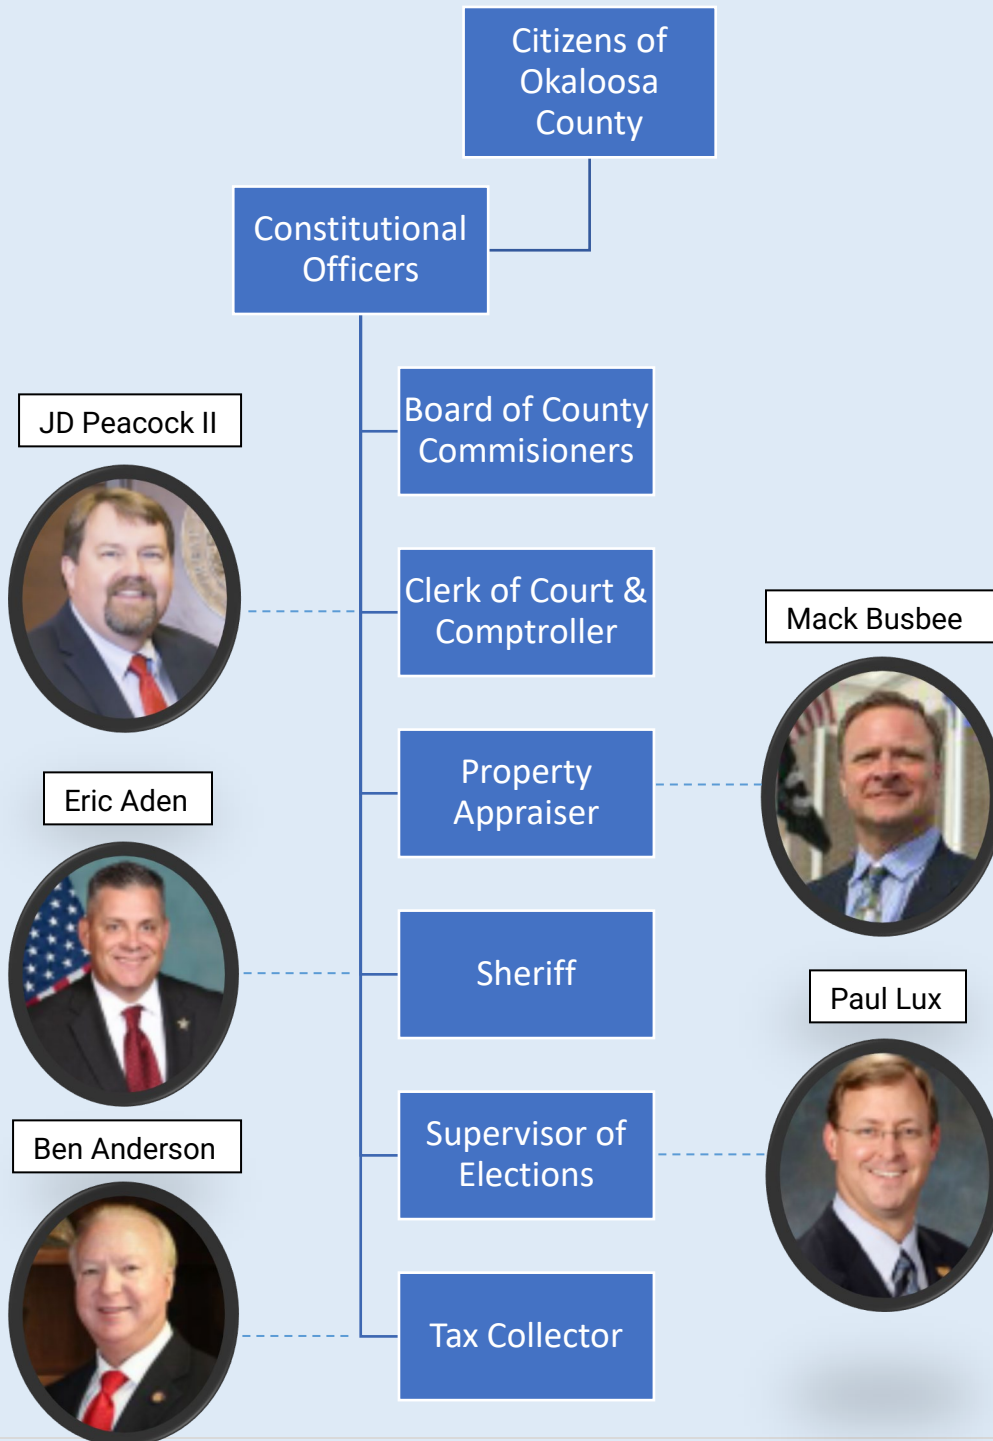 Citizens of
Okaloosa
County
Constitutional
Officers
JD Peacock II
Board of County
Commisioners
Clerk of Court &
Comptroller
Mack Busbee
Property
Appraiser
Eric Aden
Sheriff
Paul Lux
Ben Anderson
Supervisor of
Elections
Tax Collector